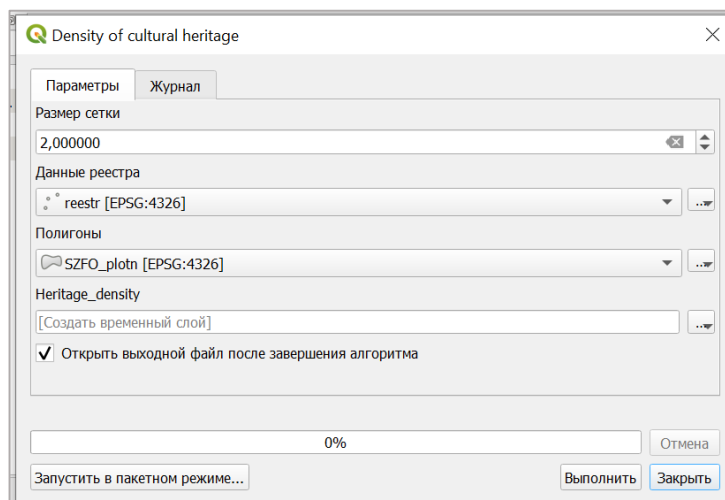 Density of cultural heritage
Параметры Журнал
Размер сетки
2,000000
Данные реестра
reestr [EPSG:4326]
...
Полигоны
SZFO_plotn [EPSG:4326]
...
Heritage_density
[Создать временный слой]
...
Открыть выходной файл после завершения алгоритма
0%
Отмена
Запустить в пакетном режиме...
Выполнить
Закрыть